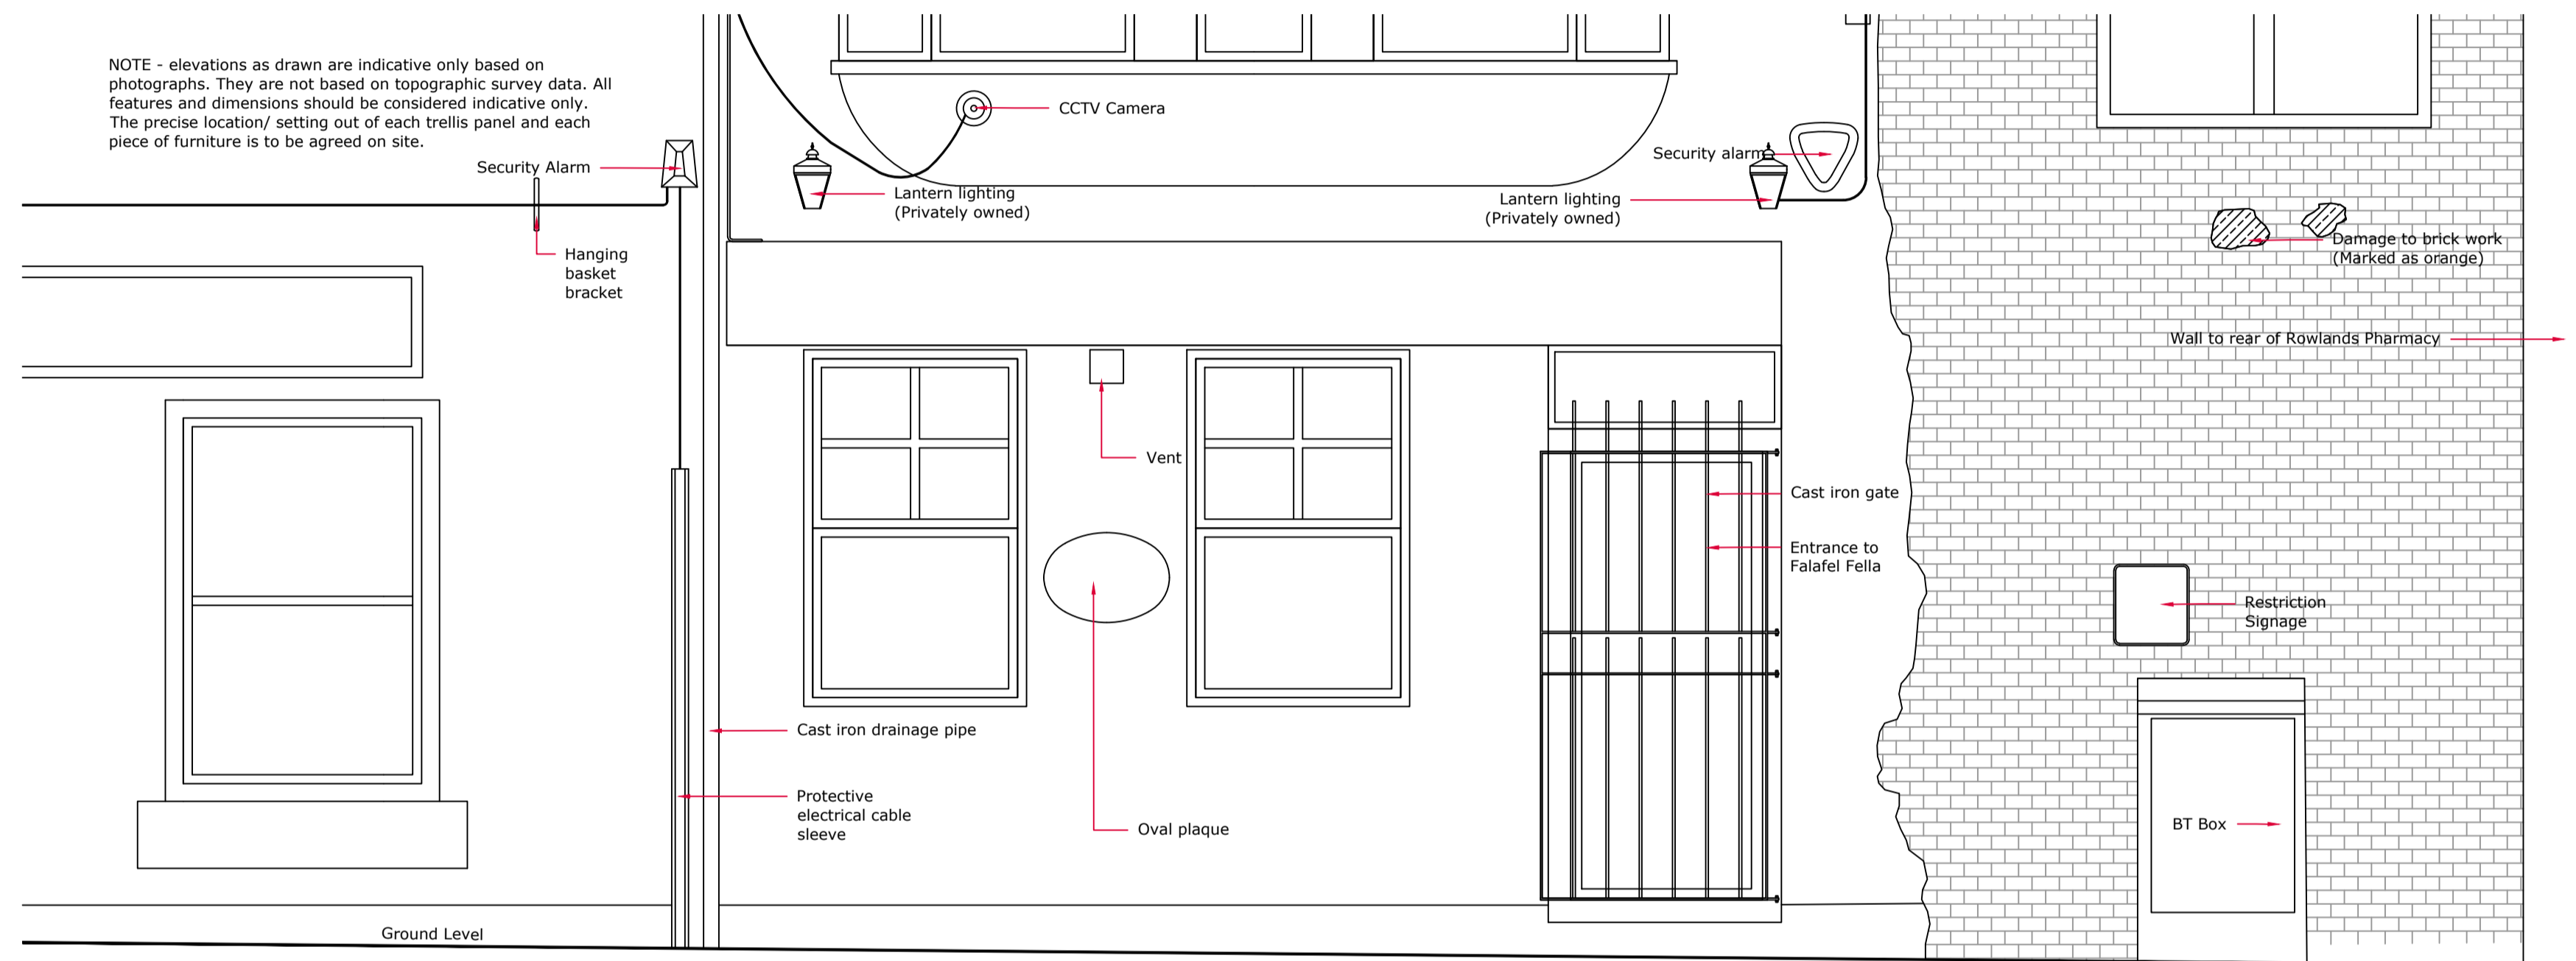 NOTE - elevations as drawn are indicative only based on
photographs. They are not based on topographic survey data. All
features and dimensions should be considered indicative only.
The precise location/ setting out of each trellis panel and each
piece of furniture is to be agreed on site.
Security Alarm
Hanging
basket
bracket
CCTV Camera
Lantern lighting
(Privately owned)
Security alarm
Lantern lighting
(Privately owned)
Damage to brick work
(Marked as orange)
Wall to rear of Rowlands Pharmacy
Vent
Cast iron gate
Entrance to
Falafel Fella
Restriction
Signage
Cast iron drainage pipe
Protective
electrical cable
sleeve
Oval plaque
BT Box
Ground Level